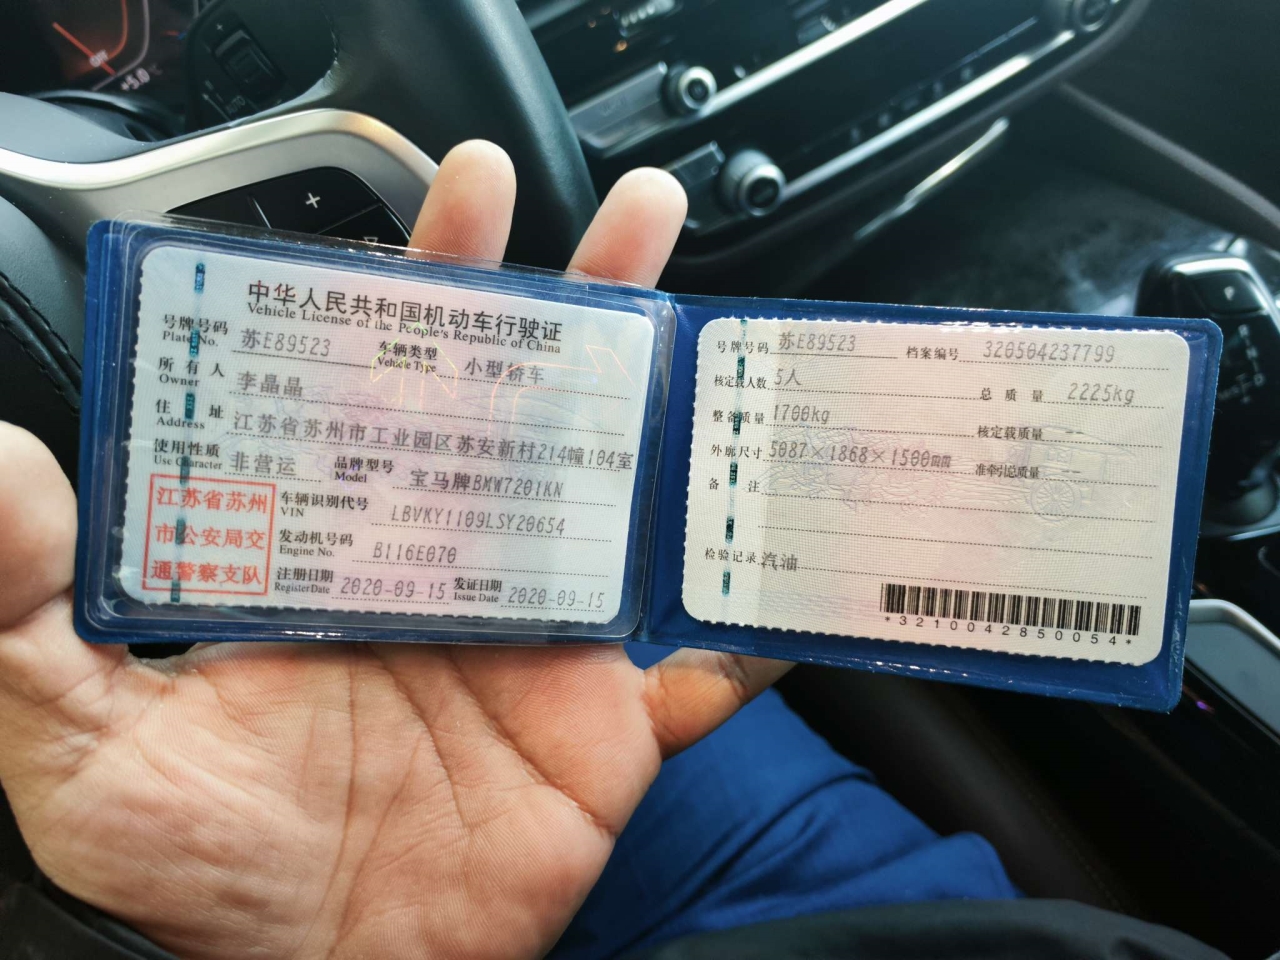 中华人民共和国机动车行驶证
Vehicle License of the People's Republic of China
号牌号码 苏E89523 车辆类型 小型轿车
Plate No. Vehicle Type
所有人 李晶晶
Owner
住址 江苏省苏州市工业园区苏安新村214幢104室
Address
使用性质 非营运 品牌型号 宝马牌BMW7201KN
Use Character Model
江苏省苏州
市公安局交
通警察支队
车辆识别代号 LBVKY1109LSY20654
VIN
发动机号码 B116E070
Engine No.
注册日期 2020-09-15 发证日期 2020-09-15
Register Date Issue Date
号牌号码 苏E89523 档案编号 320504237799
核定载人数 5人 总质量 2225kg
整备质量 1700kg 核定载质量 --
外廓尺寸 5087×1868×1500mm 准牵引总质量 --
备注
检验记录 汽油
*3210042850054*
+5.0
+
P